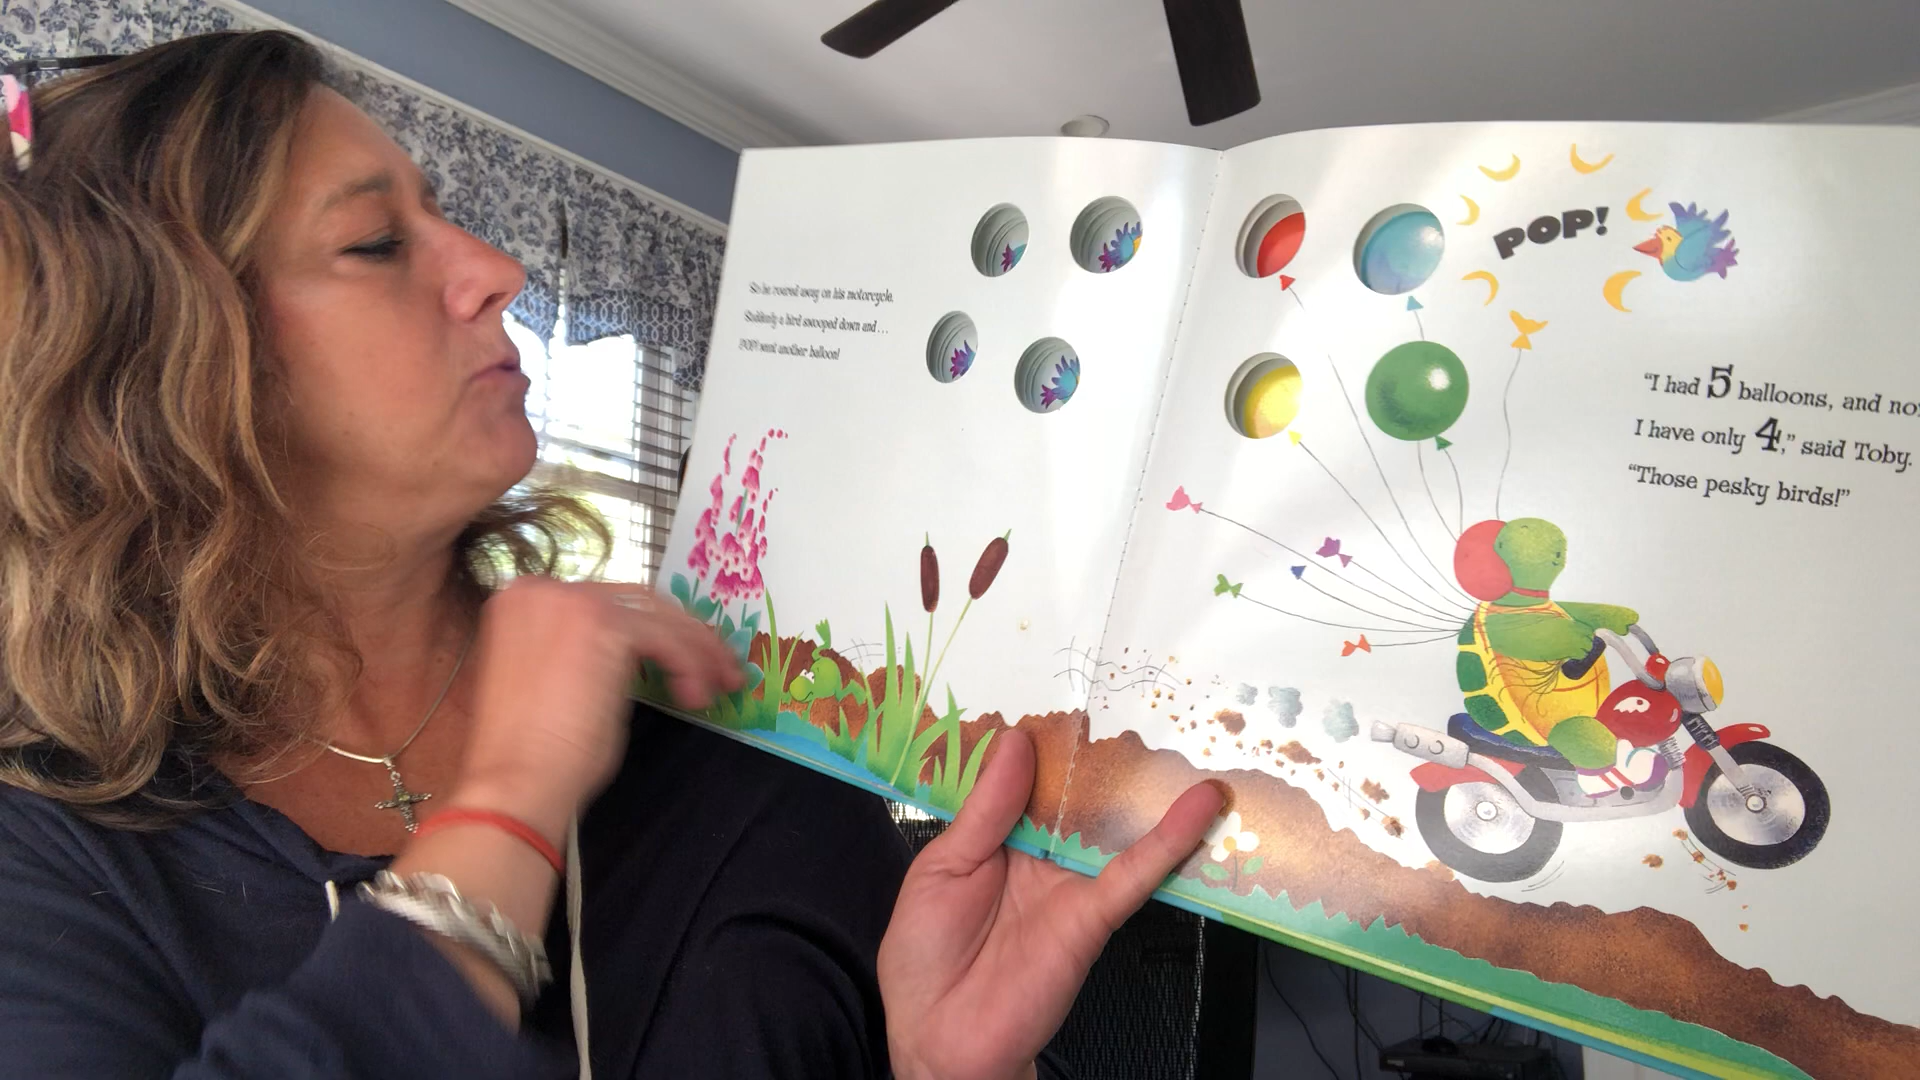 So he roared away on his motorcycle.
Suddenly a bird swooped down and...
POP! went another balloon!
POP!
"I had 5 balloons, and now
I have only 4," said Toby.
"Those pesky birds!"